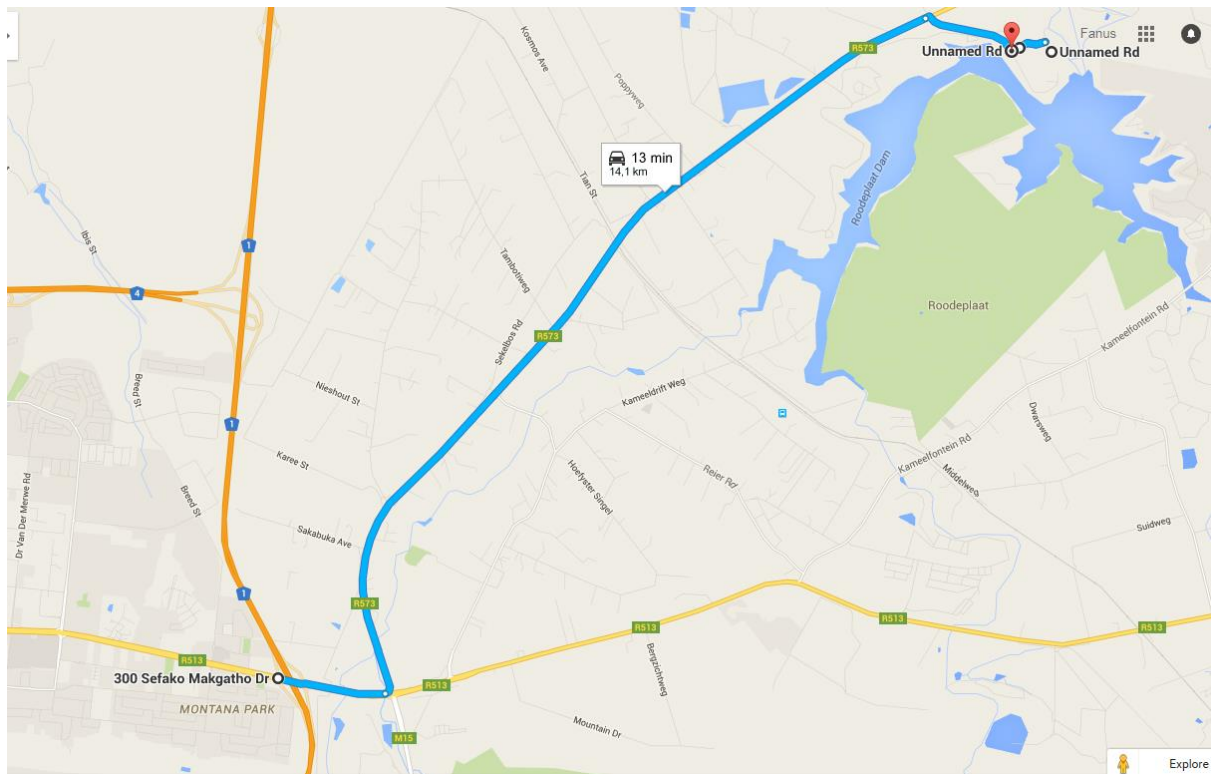 Fanus
Unnamed Rd
Unnamed Rd
R573
Kosmos Ave
Poppyweg
13 min
14,1 km
Tian St
Roodeplaat Dam
Ibis St
1
Tambotiweg
4
Roodeplaat
Kameelfontein Rd
R573
Sekelbos Rd
Breed St
Nieshout St
Kameeldrift Weg
1
Dwarsweg
Karee St
Kameelfontein Rd
Hoefyster Singel
Reier Rd
Middelweg
Dr Van Der Merwe Rd
Breed St
Sakabuka Ave
Suidweg
1
R573
R513
R513
R513
R513
300 Sefako Makgatho Dr
R513
Bergzichtweg
MONTANA PARK
Mountain Dr
M15
Explore